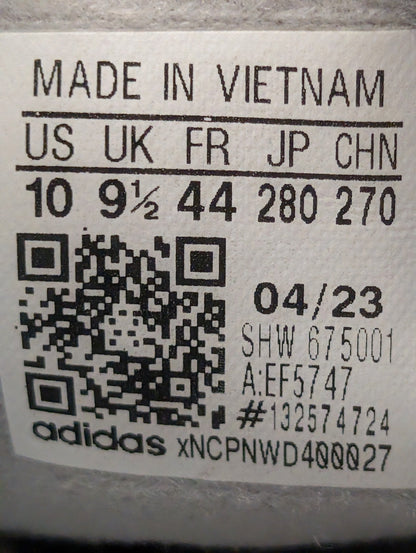 MADE IN VIETNAM
US UK FR JP CHN
10 9½ 44 280 270
04/23
SHW 675001
A:EF5747
#132574724
adidas xNCPNWD400027